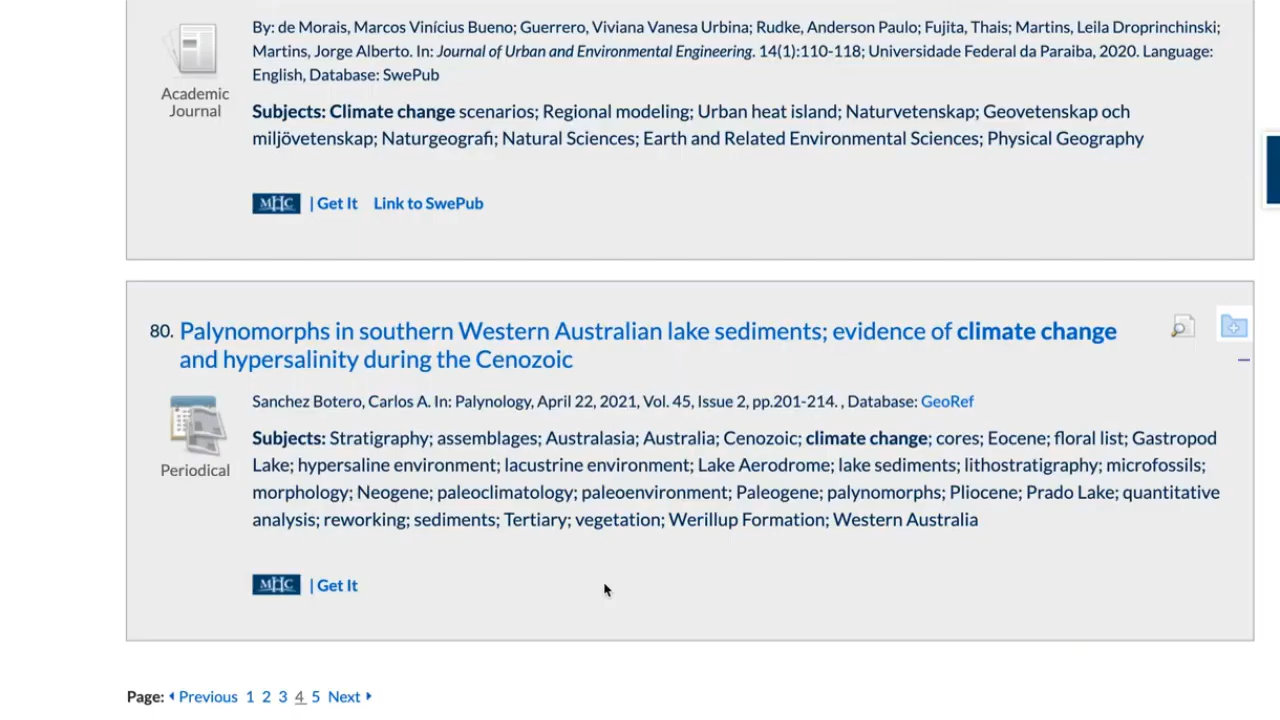 By: de Morais, Marcos Vinícius Bueno; Guerrero, Viviana Vanesa Urbina; Rudke, Anderson Paulo; Fujita, Thais; Martins, Leila Droprinchinski;
Martins, Jorge Alberto. In: Journal of Urban and Environmental Engineering. 14(1):110-118; Universidade Federal da Paraiba, 2020. Language:
English, Database: SwePub
Academic
Journal
Subjects: Climate change scenarios; Regional modeling; Urban heat island; Naturvetenskap; Geovetenskap och
miljövetenskap; Naturgeografi; Natural Sciences; Earth and Related Environmental Sciences; Physical Geography
MHC | Get It Link to SwePub
80. Palynomorphs in southern Western Australian lake sediments; evidence of climate change
and hypersalinity during the Cenozoic
Sanchez Botero, Carlos A. In: Palynology, April 22, 2021, Vol. 45, Issue 2, pp.201-214. , Database: GeoRef
Periodical
Subjects: Stratigraphy; assemblages; Australasia; Australia; Cenozoic; climate change; cores; Eocene; floral list; Gastropod
Lake; hypersaline environment; lacustrine environment; Lake Aerodrome; lake sediments; lithostratigraphy; microfossils;
morphology; Neogene; paleoclimatology; paleoenvironment; Paleogene; palynomorphs; Pliocene; Prado Lake; quantitative
analysis; reworking; sediments; Tertiary; vegetation; Werillup Formation; Western Australia
MHC | Get It
Page: Previous 1 2 3 4 5 Next